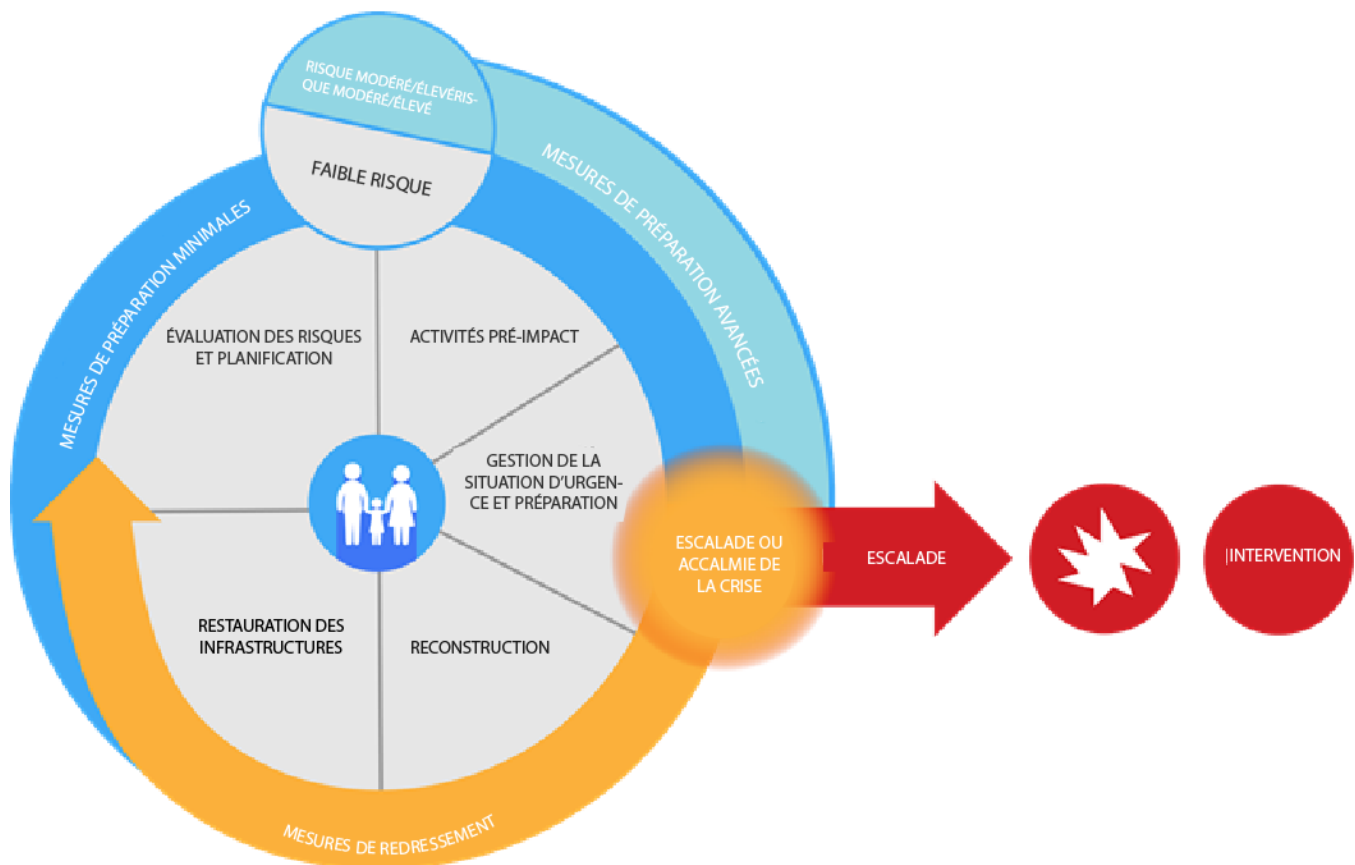 RISQUE MODÉRÉ/ÉLEVÉRIS-
QUE MODÉRÉ/ÉLEVÉ
FAIBLE RISQUE
MESURES DE PRÉPARATION MINIMALES
MESURES DE PRÉPARATION AVANCÉES
ÉVALUATION DES RISQUES
ET PLANIFICATION
ACTIVITÉS PRÉ-IMPACT
GESTION DE LA
SITUATION D'URGEN-
CE ET PRÉPARATION
ESCALADE OU
ACCALMIE DE
LA CRISE
ESCALADE
INTERVENTION
RESTAURATION DES
INFRASTRUCTURES
RECONSTRUCTION
MESURES DE REDRESSEMENT